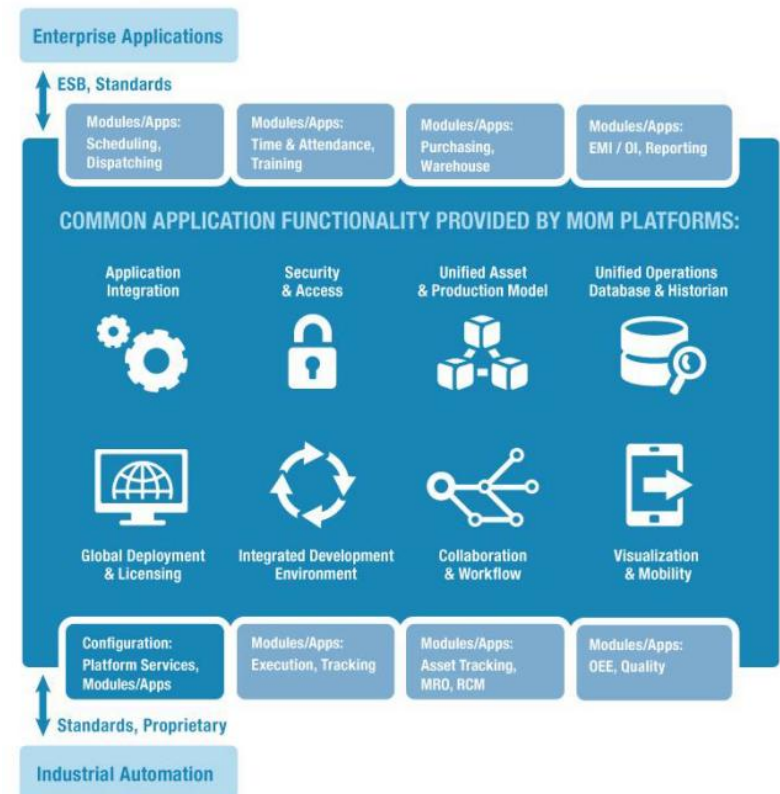 Enterprise Applications
ESB, Standards
Modules/Apps:
Scheduling,
Dispatching
Modules/Apps:
Time & Attendance,
Training
Modules/Apps:
Purchasing,
Warehouse
Modules/Apps:
EMI / OI, Reporting
COMMON APPLICATION FUNCTIONALITY PROVIDED BY MOM PLATFORMS:
Application
Integration
Security
& Access
Unified Asset
& Production Model
Unified Operations
Database & Historian
Global Deployment
& Licensing
Integrated Development
Environment
Collaboration
& Workflow
Visualization
& Mobility
Configuration:
Platform Services,
Modules/Apps
Modules/Apps:
Execution, Tracking
Modules/Apps:
Asset Tracking,
MRO, RCM
Modules/Apps:
OEE, Quality
Standards, Proprietary
Industrial Automation